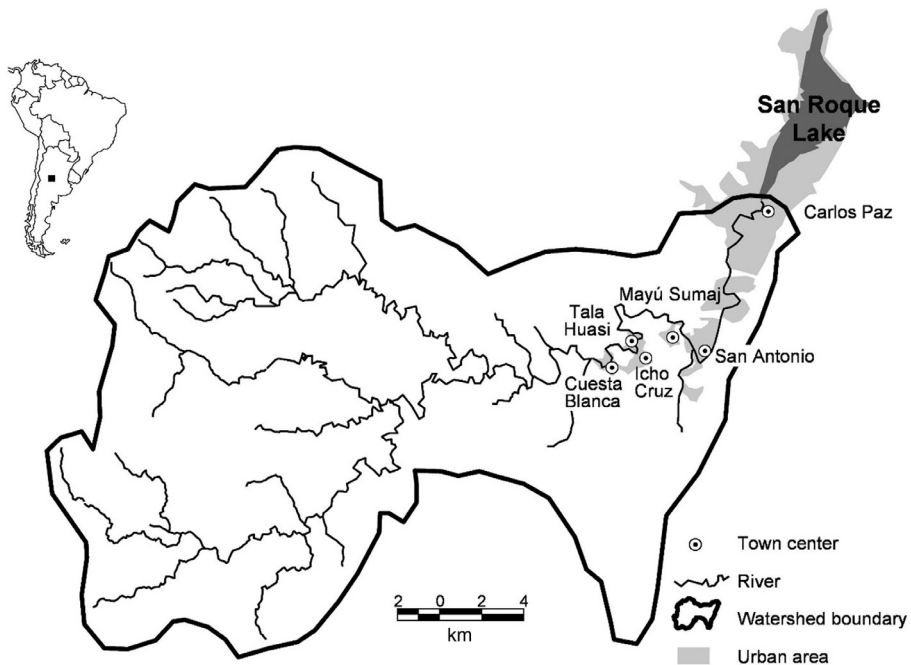 San Roque
Lake
Carlos Paz
Mayú Sumaj
Tala
Huasi
San Antonio
Icho
Cruz
Cuesta
Blanca
Town center
River
Watershed boundary
Urban area
2 0 2 4
km